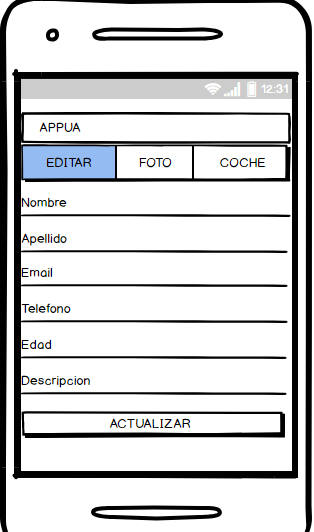 12:31
APPUA
EDITAR FOTO COCHE
Nombre
Apellido
Email
Telefono
Edad
Descripcion
ACTUALIZAR